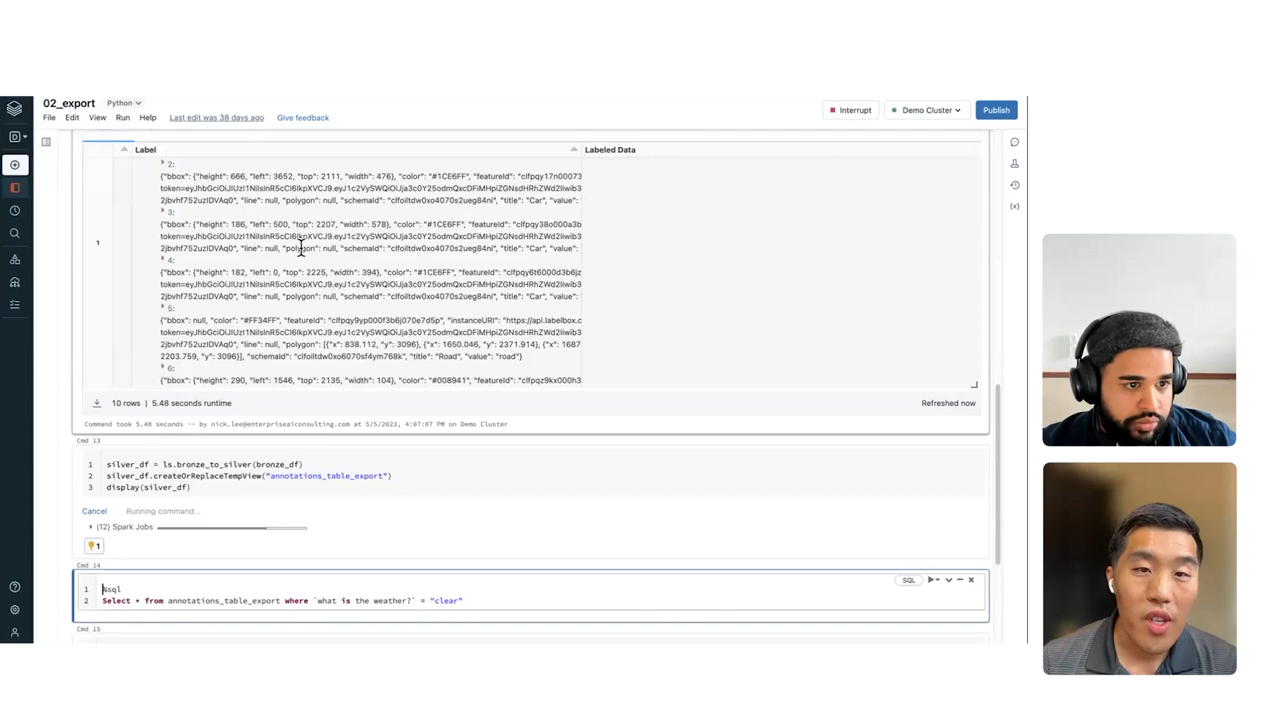 02_export Python
File Edit View Run Help Last edit was 38 days ago Give feedback
Interrupt Demo Cluster Publish
D
Label Labeled Data
1
2:
{"bbox": {"height": 666, "left": 3652, "top": 2111, "width": 476}, "color": "#1CE6FF", "featureId": "clfpqy17n00073
2jbvhf752uzIDVAq0", "line": null, "polygon": null, "schemaId": "clfoiltdw0xo4070s2ueg84ni", "title": "Car", "value":
3:
{"bbox": {"height": 186, "left": 500, "top": 2207, "width": 578}, "color": "#1CE6FF", "featureId": "clfpqy38o000a3b
2jbvhf752uzIDVAq0", "line": null, "polygon": null, "schemaId": "clfoiltdw0xo4070s2ueg84ni", "title": "Car", "value":
4:
{"bbox": {"height": 182, "left": 0, "top": 2225, "width": 394}, "color": "#1CE6FF", "featureId": "clfpqy6t6000d3b6jz
2jbvhf752uzIDVAq0", "line": null, "polygon": null, "schemaId": "clfoiltdw0xo4070s2ueg84ni", "title": "Car", "value":
5:
{"bbox": null, "color": "#FF34FF", "featureId": "clfpqy9yp000f3b6j070e7d5p", "instanceURI": "https://api.labelbox.c
2jbvhf752uzIDVAq0", "line": null, "polygon": [{"x": 838.112, "y": 3096}, {"x": 1650.046, "y": 2371.914}, {"x": 1687
2203.759, "y": 3096}], "schemaId": "clfoiltdw0xo6070sf4ym768k", "title": "Road", "value": "road"}
6:
{"bbox": {"height": 290, "left": 1546, "top": 2135, "width": 104}, "color": "#008941", "featureId": "clfpqz9kx000h3
10 rows | 5.48 seconds runtime Refreshed now
Command took 5.48 seconds -- by nick.lee@enterpriseaiconsulting.com at 5/5/2023, 4:07:07 PM on Demo Cluster
Cmd 13
1 silver_df = ls.bronze_to_silver(bronze_df)
2 silver_df.createOrReplaceTempView("annotations_table_export")
3 display(silver_df)
Cancel Running command...
(12) Spark Jobs
1
Cmd 14
SQL
1 %sql
2 Select * from annotations_table_export where `what is the weather?` = "clear"
Cmd 15